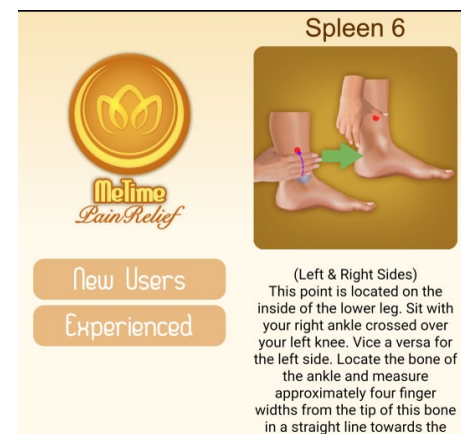 MeTime
Pain Relief
New Users
Experienced
Spleen 6
(Left & Right Sides)
This point is located on the
inside of the lower leg. Sit with
your right ankle crossed over
your left knee. Vice a versa for
the left side. Locate the bone of
the ankle and measure
approximately four finger
widths from the tip of this bone
in a straight line towards the